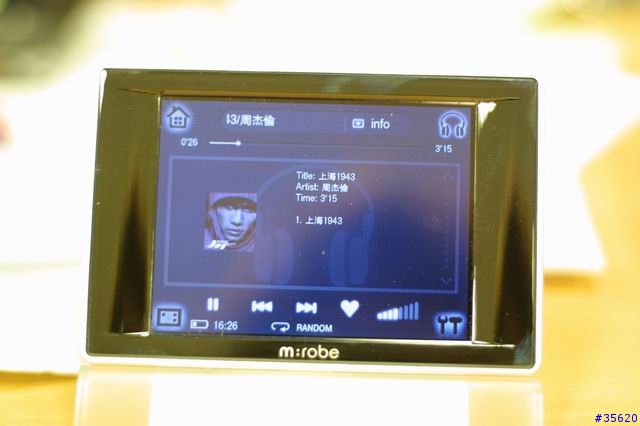 I3/周杰倫 info
0'26 3'15
Title: 上海1943
Artist: 周杰倫
Time: 3'15
1. 上海1943
16:26 RANDOM
m:robe
#35620